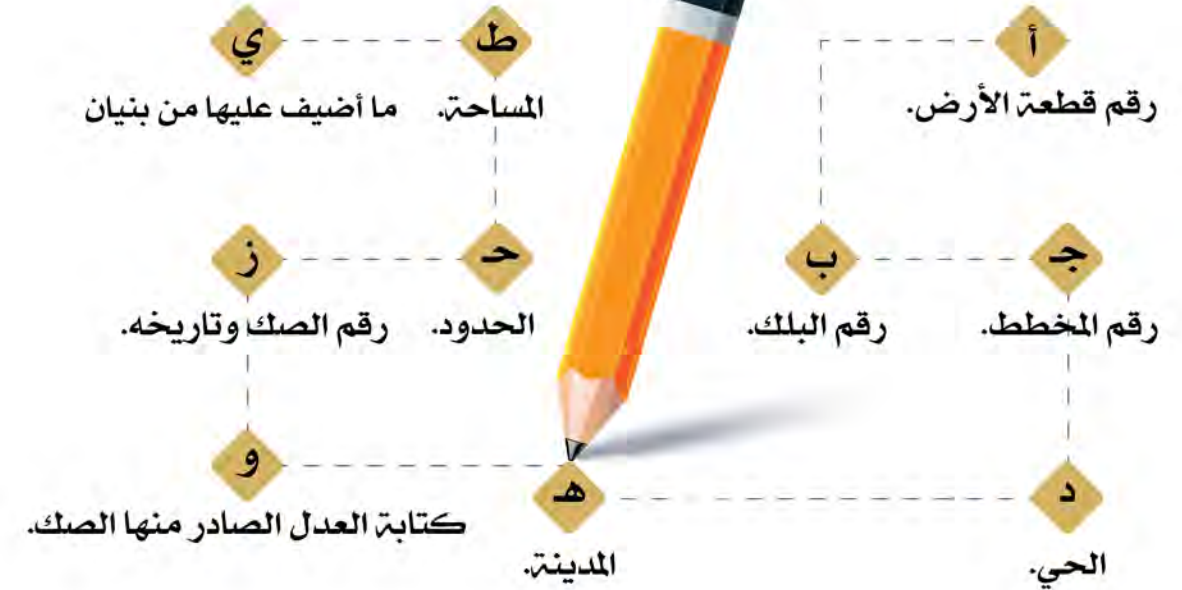 أ
رقم قطعة الأرض.
ب
رقم البلك.
جـ
رقم المخطط.
د
الحي.
هـ
المدينة.
و
كتابة العدل الصادر منها الصك.
ز
رقم الصك وتاريخه.
حـ
الحدود.
ط
المساحة.
ي
ما أضيف عليها من بنيان